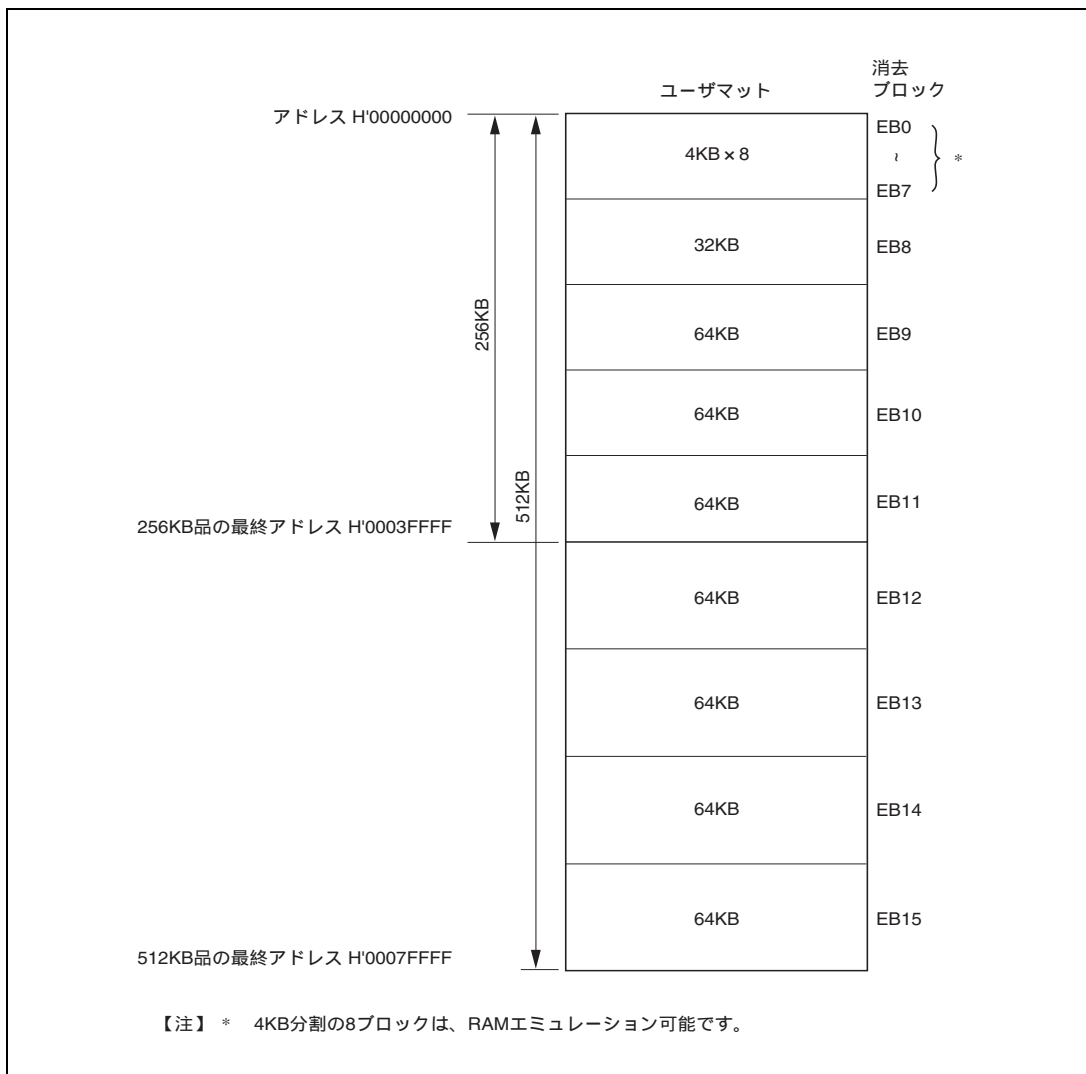 消去
ブロック
ユーザマット
アドレス H'00000000
EB0
~
EB7
*
4KB × 8
32KB
EB8
64KB
EB9
64KB
EB10
64KB
EB11
256KB
512KB
256KB品の最終アドレス H'0003FFFF
64KB
EB12
64KB
EB13
64KB
EB14
64KB
EB15
512KB品の最終アドレス H'0007FFFF
【注】 * 4KB分割の8ブロックは、RAMエミュレーション可能です。